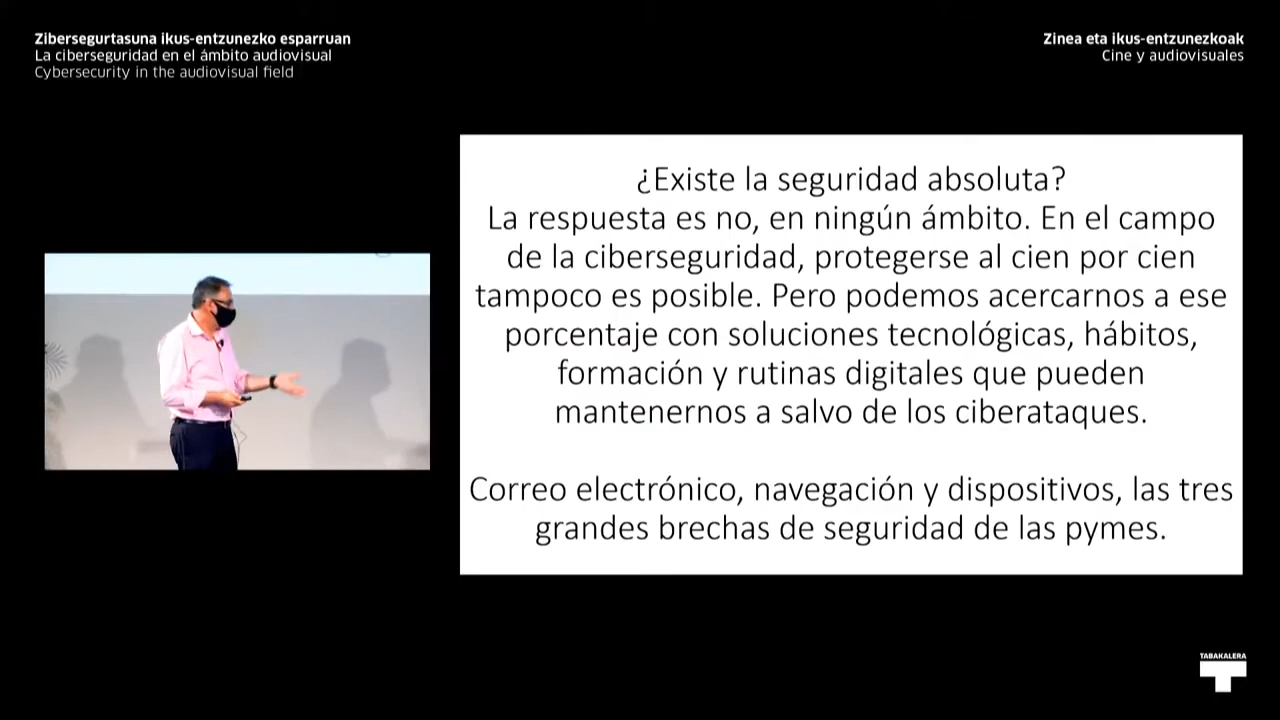 Zibersegurtasuna ikus-entzunezko esparruan
La ciberseguridad en el ámbito audiovisual
Cybersecurity in the audiovisual field
Zinea eta ikus-entzunezkoak
Cine y audiovisuales
¿Existe la seguridad absoluta?
La respuesta es no, en ningún ámbito. En el campo
de la ciberseguridad, protegerse al cien por cien
tampoco es posible. Pero podemos acercarnos a ese
porcentaje con soluciones tecnológicas, hábitos,
formación y rutinas digitales que pueden
mantenernos a salvo de los ciberataques.
Correo electrónico, navegación y dispositivos, las tres
grandes brechas de seguridad de las pymes.
TABAKALERA